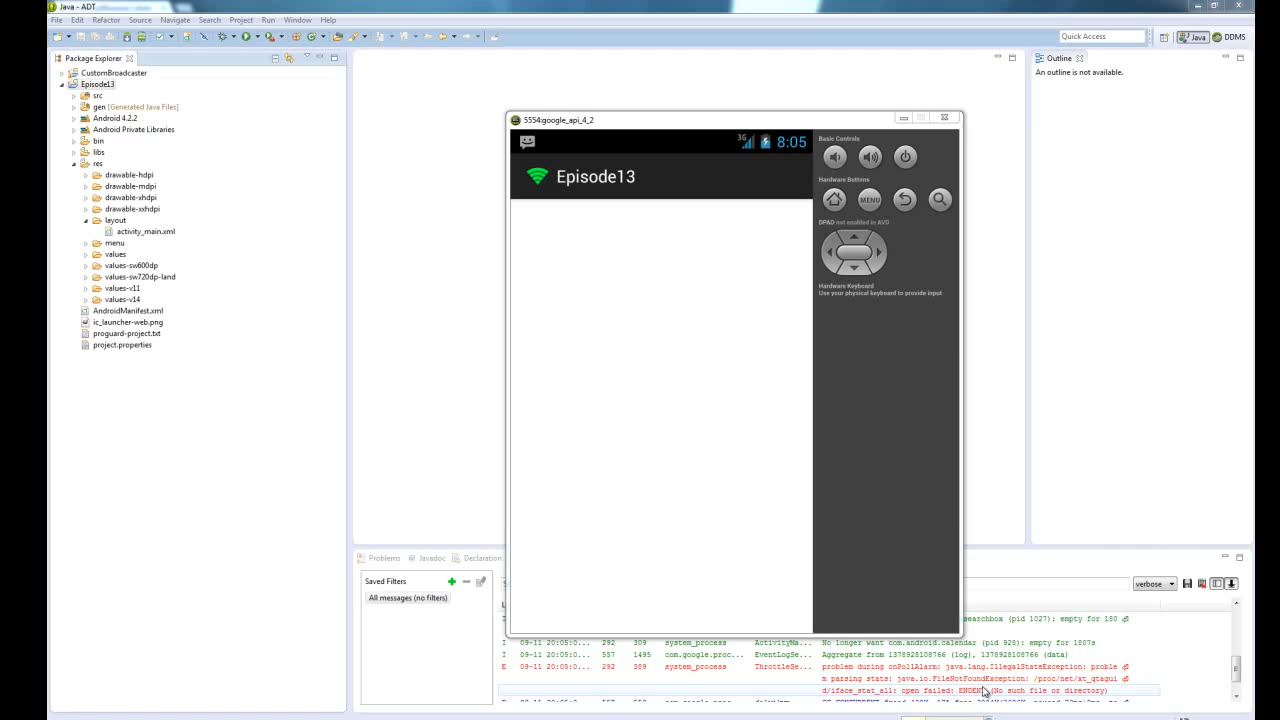 Java - ADT
File Edit Refactor Source Navigate Search Project Run Window Help
Quick Access
Java
DDMS
Package Explorer
CustomBroadcaster
Episode13
src
gen [Generated Java Files]
Android 4.2.2
Android Private Libraries
bin
libs
res
drawable-hdpi
drawable-mdpi
drawable-xhdpi
drawable-xxhdpi
layout
activity_main.xml
menu
values
values-sw600dp
values-sw720dp-land
values-v11
values-v14
AndroidManifest.xml
ic_launcher-web.png
proguard-project.txt
project.properties
Outline
An outline is not available.
5554:google_api_4_2
3G 8:05
Episode13
Basic Controls
Hardware Buttons
MENU
DPAD not enabled in AVD
Hardware Keyboard
Use your physical keyboard to provide input
Problems Javadoc Declaration
Saved Filters
All messages (no filters)
verbose
searchbox (pid 1027): empty for 180
I 09-11 20:05:0... 292 309 system_process ActivityMa... No longer want com.android.calendar (pid 928): empty for 1807s
I 09-11 20:05:0... 557 1495 com.google.proc... EventLogSe... Aggregate from 1378928108766 (log), 1378928108766 (data)
E 09-11 20:05:0... 292 389 system_process ThrottleSe... problem during onPollAlarm: java.lang.IllegalStateException: proble
m parsing stats: java.io.FileNotFoundException: /proc/net/xt_qtagui
d/iface_stat_all: open failed: ENOENT (No such file or directory)